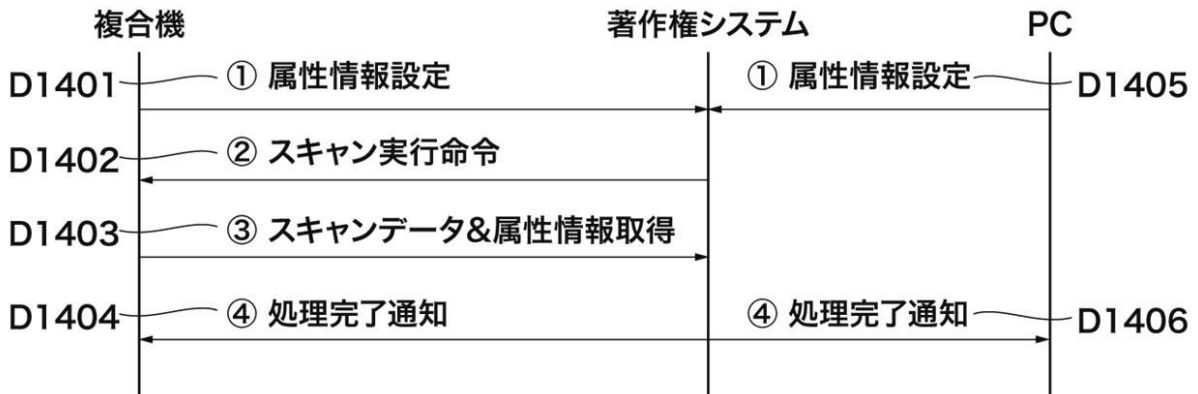 複合機 著作権システム PC
D1401 ① 属性情報設定 ① 属性情報設定 D1405
D1402 ② スキャン実行命令
D1403 ③ スキャンデータ&属性情報取得
D1404 ④ 処理完了通知 ④ 処理完了通知 D1406